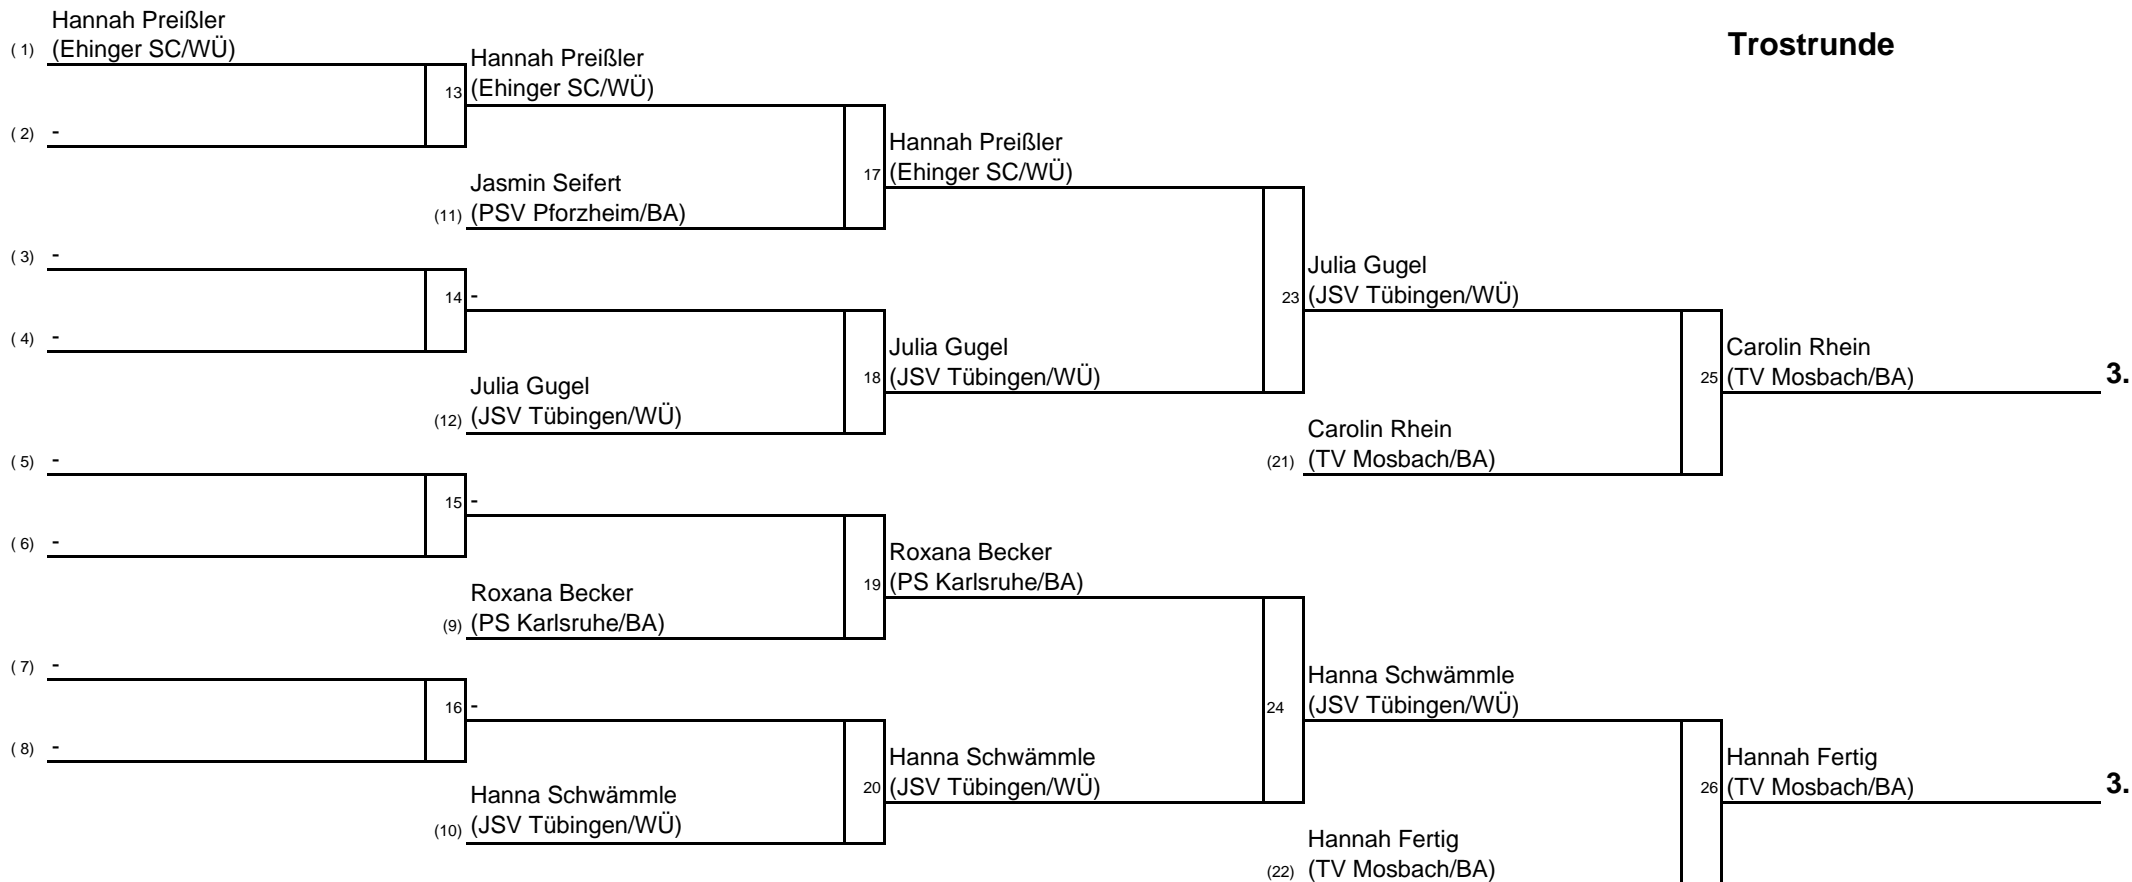 Trostrunde
Hannah Preißler
( 1) (Ehinger SC/WÜ)
( 2) -
( 3) -
( 4) -
( 5) -
( 6) -
( 7) -
( 8) -
13 Hannah Preißler
(Ehinger SC/WÜ)
Jasmin Seifert
(11) (PSV Pforzheim/BA)
14 -
Julia Gugel
(12) (JSV Tübingen/WÜ)
15 -
Roxana Becker
(9) (PS Karlsruhe/BA)
16 -
Hanna Schwämmle
(10) (JSV Tübingen/WÜ)
Hannah Preißler
17 (Ehinger SC/WÜ)
Julia Gugel
18 (JSV Tübingen/WÜ)
Roxana Becker
19 (PS Karlsruhe/BA)
Hanna Schwämmle
20 (JSV Tübingen/WÜ)
Julia Gugel
23 (JSV Tübingen/WÜ)
Carolin Rhein
(21) (TV Mosbach/BA)
Hanna Schwämmle
24 (JSV Tübingen/WÜ)
Hannah Fertig
(22) (TV Mosbach/BA)
Carolin Rhein
25 (TV Mosbach/BA) 3.
Hannah Fertig
26 (TV Mosbach/BA) 3.